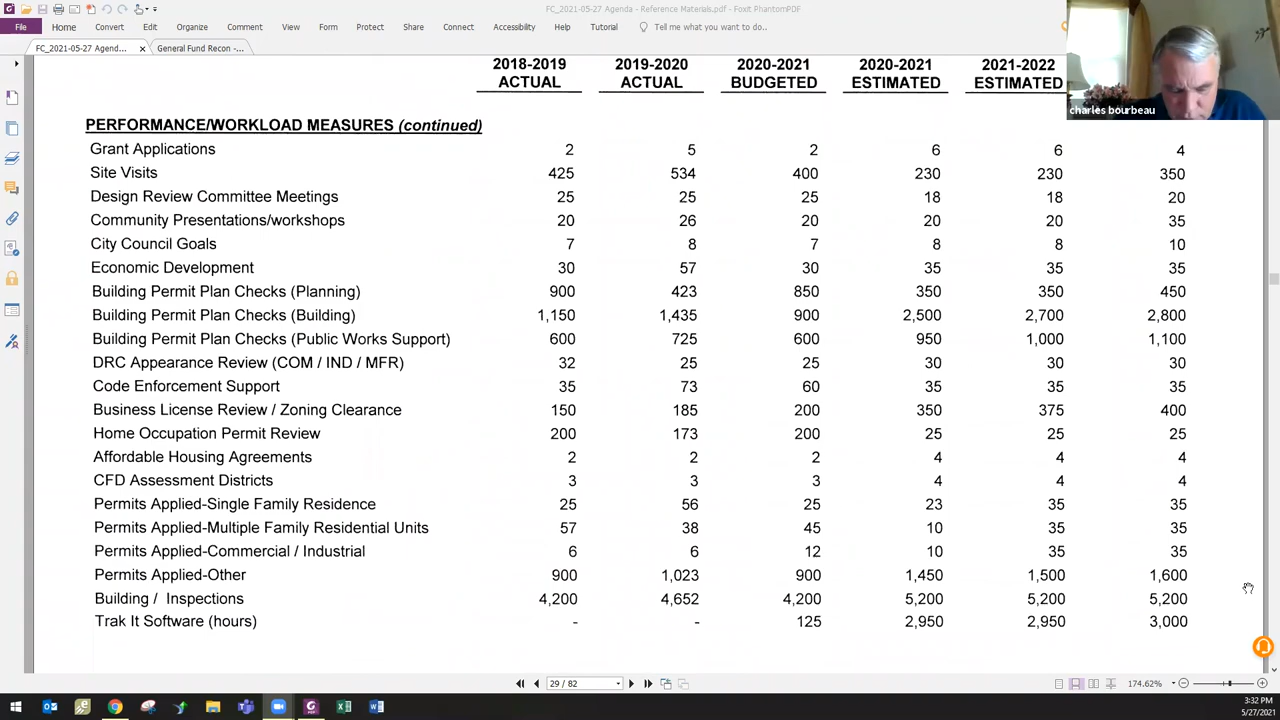 FC_2021-05-27 Agenda - Reference Materials.pdf - Foxit PhantomPDF
File Home Convert Edit Organize Comment View Form Protect Share Connect Accessibility Help Tutorial Tell me what you want to do...
FC_2021-05-27 Agend... General Fund Recon -...
2018-2019 2019-2020 2020-2021 2020-2021 2021-2022
ACTUAL ACTUAL BUDGETED ESTIMATED ESTIMATED
charles bourbeau
PERFORMANCE/WORKLOAD MEASURES (continued)
Grant Applications 2 5 2 6 6 4
Site Visits 425 534 400 230 230 350
Design Review Committee Meetings 25 25 25 18 18 20
Community Presentations/workshops 20 26 20 20 20 35
City Council Goals 7 8 7 8 8 10
Economic Development 30 57 30 35 35 35
Building Permit Plan Checks (Planning) 900 423 850 350 350 450
Building Permit Plan Checks (Building) 1,150 1,435 900 2,500 2,700 2,800
Building Permit Plan Checks (Public Works Support) 600 725 600 950 1,000 1,100
DRC Appearance Review (COM / IND / MFR) 32 25 25 30 30 30
Code Enforcement Support 35 73 60 35 35 35
Business License Review / Zoning Clearance 150 185 200 350 375 400
Home Occupation Permit Review 200 173 200 25 25 25
Affordable Housing Agreements 2 2 2 4 4 4
CFD Assessment Districts 3 3 3 4 4 4
Permits Applied-Single Family Residence 25 56 25 23 35 35
Permits Applied-Multiple Family Residential Units 57 38 45 10 35 35
Permits Applied-Commercial / Industrial 6 6 12 10 35 35
Permits Applied-Other 900 1,023 900 1,450 1,500 1,600
Building / Inspections 4,200 4,652 4,200 5,200 5,200 5,200
Trak It Software (hours) - - 125 2,950 2,950 3,000
29 / 82 174.62%
3:32 PM
5/27/2021